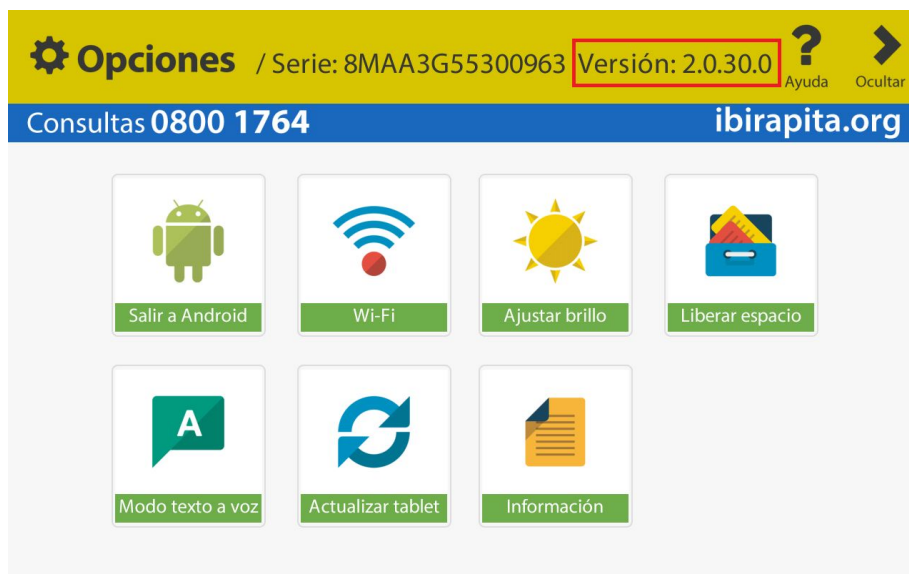 Opciones / Serie: 8MAA3G55300963 Versión: 2.0.30.0 ?
Ayuda Ocultar
Consultas 0800 1764 ibirapita.org
Salir a Android Wi-Fi Ajustar brillo Liberar espacio
A
Modo texto a voz Actualizar tablet Información